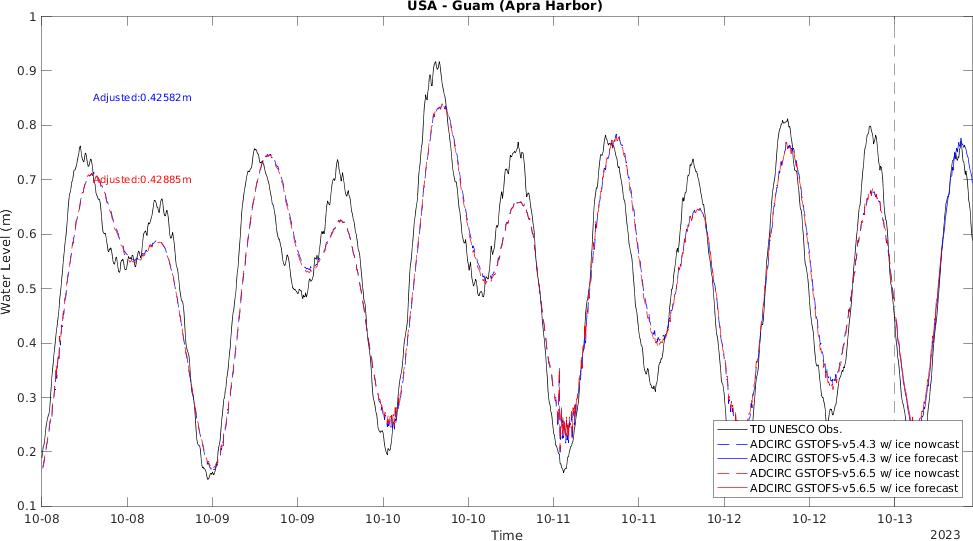 USA - Guam (Apra Harbor)
1
0.9
0.8
0.7
0.6
0.5
0.4
0.3
0.2
0.1
Water Level (m)
Adjusted:0.42582m
Adjusted:0.42885m
TD UNESCO Obs.
ADCIRC GSTOFS-v5.4.3 w/ ice nowcast
ADCIRC GSTOFS-v5.4.3 w/ ice forecast
ADCIRC GSTOFS-v5.6.5 w/ ice nowcast
ADCIRC GSTOFS-v5.6.5 w/ ice forecast
10-08 10-08 10-09 10-09 10-10 10-10 10-11 10-11 10-12 10-12 10-13
Time
2023